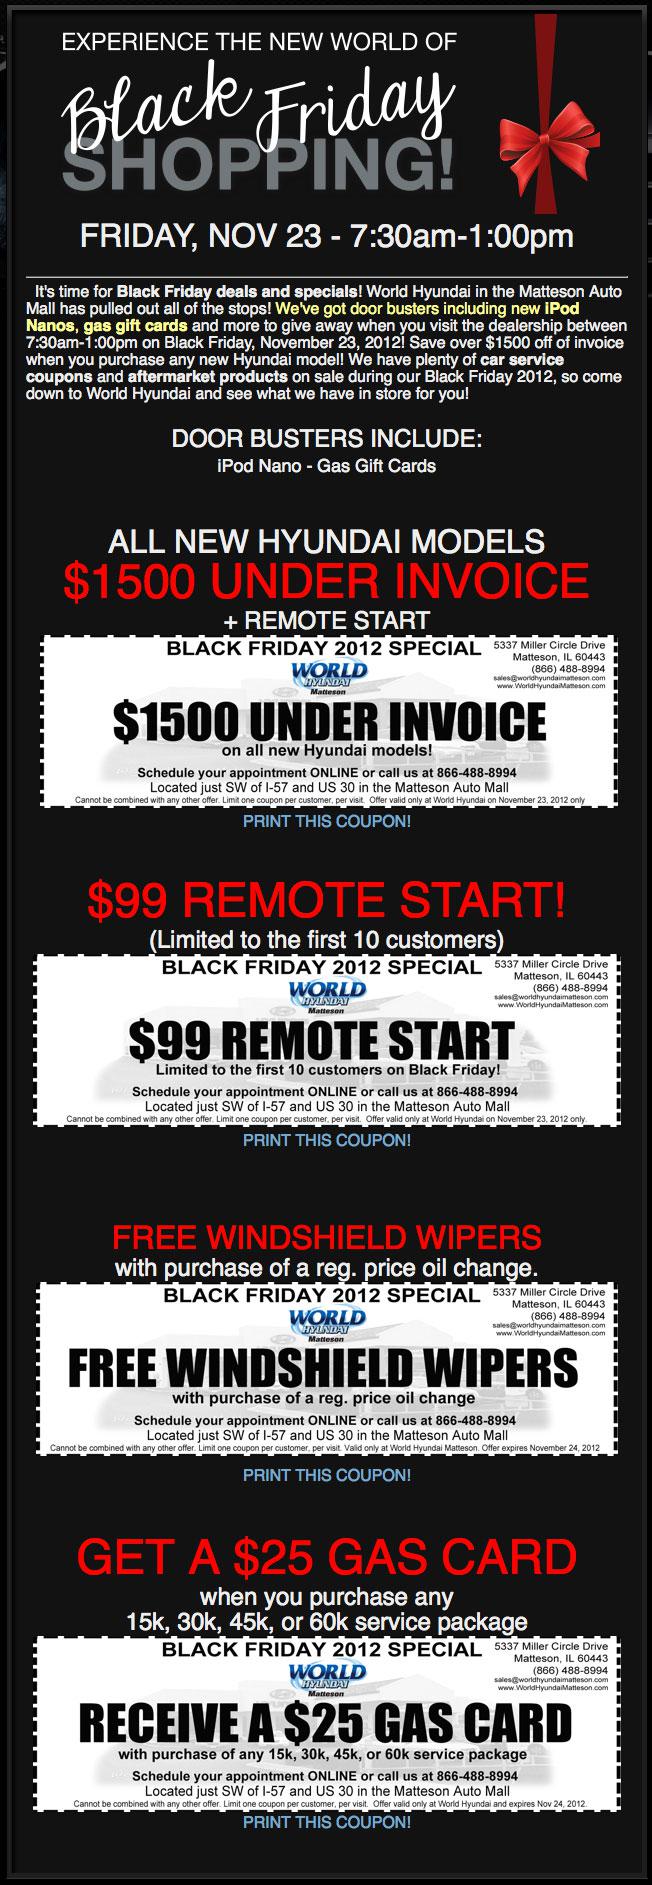 EXPERIENCE THE NEW WORLD OF
Black Friday
SHOPPING!
FRIDAY, NOV 23 - 7:30am-1:00pm
It's time for Black Friday deals and specials! World Hyundai in the Matteson Auto
Mall has pulled out all of the stops! We've got door busters including new iPod
Nanos, gas gift cards and more to give away when you visit the dealership between
7:30am-1:00pm on Black Friday, November 23, 2012! Save over $1500 off of invoice
when you purchase any new Hyundai model! We have plenty of car service
coupons and aftermarket products on sale during our Black Friday 2012, so come
down to World Hyundai and see what we have in store for you!
DOOR BUSTERS INCLUDE:
iPod Nano - Gas Gift Cards
ALL NEW HYUNDAI MODELS
$1500 UNDER INVOICE
+ REMOTE START
BLACK FRIDAY 2012 SPECIAL
5337 Miller Circle Drive
Matteson, IL 60443
(866) 488-8994
sales@worldhyundaimatteson.com
www.WorldHyundaiMatteson.com
WORLD
HYUNDAI
Matteson
$1500 UNDER INVOICE
on all new Hyundai models!
Schedule your appointment ONLINE or call us at 866-488-8994
Located just SW of I-57 and US 30 in the Matteson Auto Mall
Cannot be combined with any other offer. Limit one coupon per customer, per visit. Offer valid only at World Hyundai on November 23, 2012 only
PRINT THIS COUPON!
$99 REMOTE START!
(Limited to the first 10 customers)
BLACK FRIDAY 2012 SPECIAL
5337 Miller Circle Drive
Matteson, IL 60443
(866) 488-8994
sales@worldhyundaimatteson.com
www.WorldHyundaiMatteson.com
WORLD
HYUNDAI
Matteson
$99 REMOTE START
Limited to the first 10 customers on Black Friday!
Schedule your appointment ONLINE or call us at 866-488-8994
Located just SW of I-57 and US 30 in the Matteson Auto Mall
Cannot be combined with any other offer. Limit one coupon per customer, per visit. Offer valid only at World Hyundai on November 23, 2012 only.
PRINT THIS COUPON!
FREE WINDSHIELD WIPERS
with purchase of a reg. price oil change.
BLACK FRIDAY 2012 SPECIAL
5337 Miller Circle Drive
Matteson, IL 60443
(866) 488-8994
sales@worldhyundaimatteson.com
www.WorldHyundaiMatteson.com
WORLD
HYUNDAI
Matteson
FREE WINDSHIELD WIPERS
with purchase of a reg. price oil change
Schedule your appointment ONLINE or call us at 866-488-8994
Located just SW of I-57 and US 30 in the Matteson Auto Mall
Cannot be combined with any other offer. Limit one coupon per customer, per visit. Valid only at World Hyundai Matteson. Offer expires November 24, 2012
PRINT THIS COUPON!
GET A $25 GAS CARD
when you purchase any
15k, 30k, 45k, or 60k service package
BLACK FRIDAY 2012 SPECIAL
5337 Miller Circle Drive
Matteson, IL 60443
(866) 488-8994
sales@worldhyundaimatteson.com
www.WorldHyundaiMatteson.com
WORLD
HYUNDAI
Matteson
RECEIVE A $25 GAS CARD
with purchase of any 15k, 30k, 45k, or 60k service package
Schedule your appointment ONLINE or call us at 866-488-8994
Located just SW of I-57 and US 30 in the Matteson Auto Mall
Cannot be combined with any other offer. Limit one coupon per customer, per visit. Offer valid only at World Hyundai and expires Nov 24, 2012.
PRINT THIS COUPON!